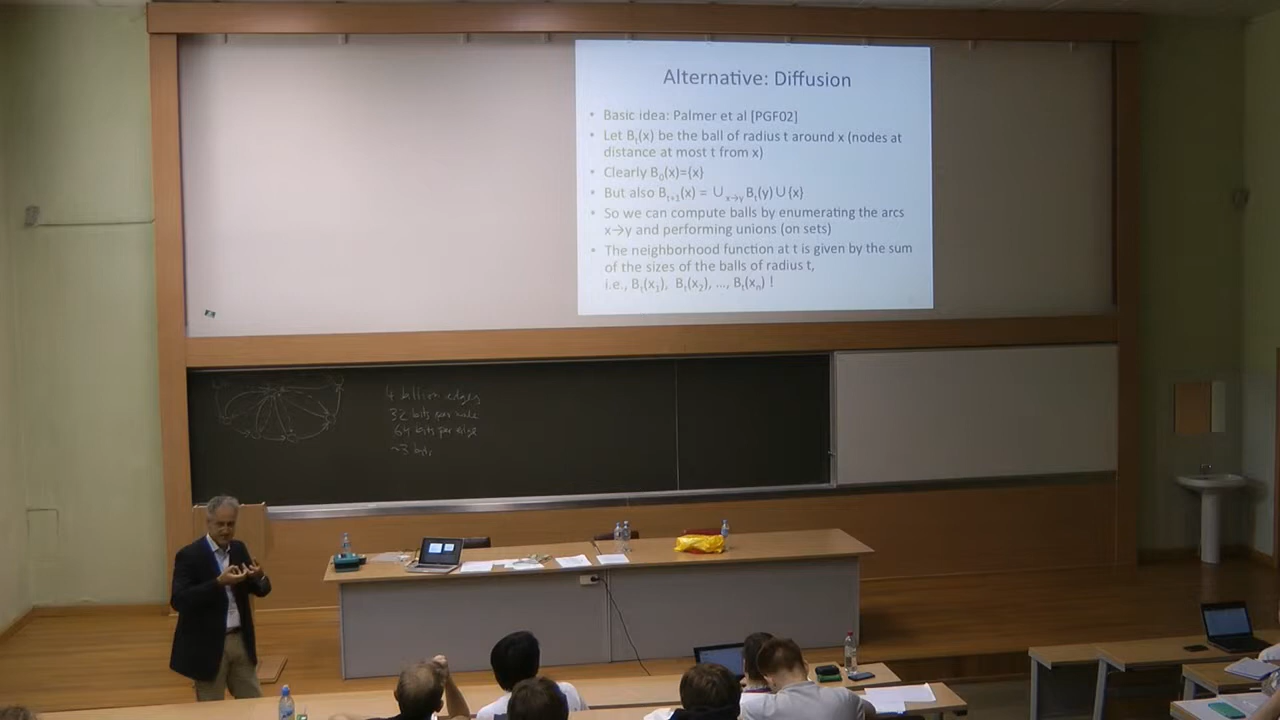 Alternative: Diffusion
• Basic idea: Palmer et al [PGF02]
• Let Bₜ(x) be the ball of radius t around x (nodes at
distance at most t from x)
• Clearly B₀(x)={x}
• But also Bₜ₊₁(x) = ∪ₓ→ᵧ Bₜ(y)∪{x}
• So we can compute balls by enumerating the arcs
x→y and performing unions (on sets)
• The neighborhood function at t is given by the sum
of the sizes of the balls of radius t,
i.e., Bₜ(x₁), Bₜ(x₂), ..., Bₜ(xₙ) !
4 billion edges
32 bits per node
64 bits per edge
~3 bits